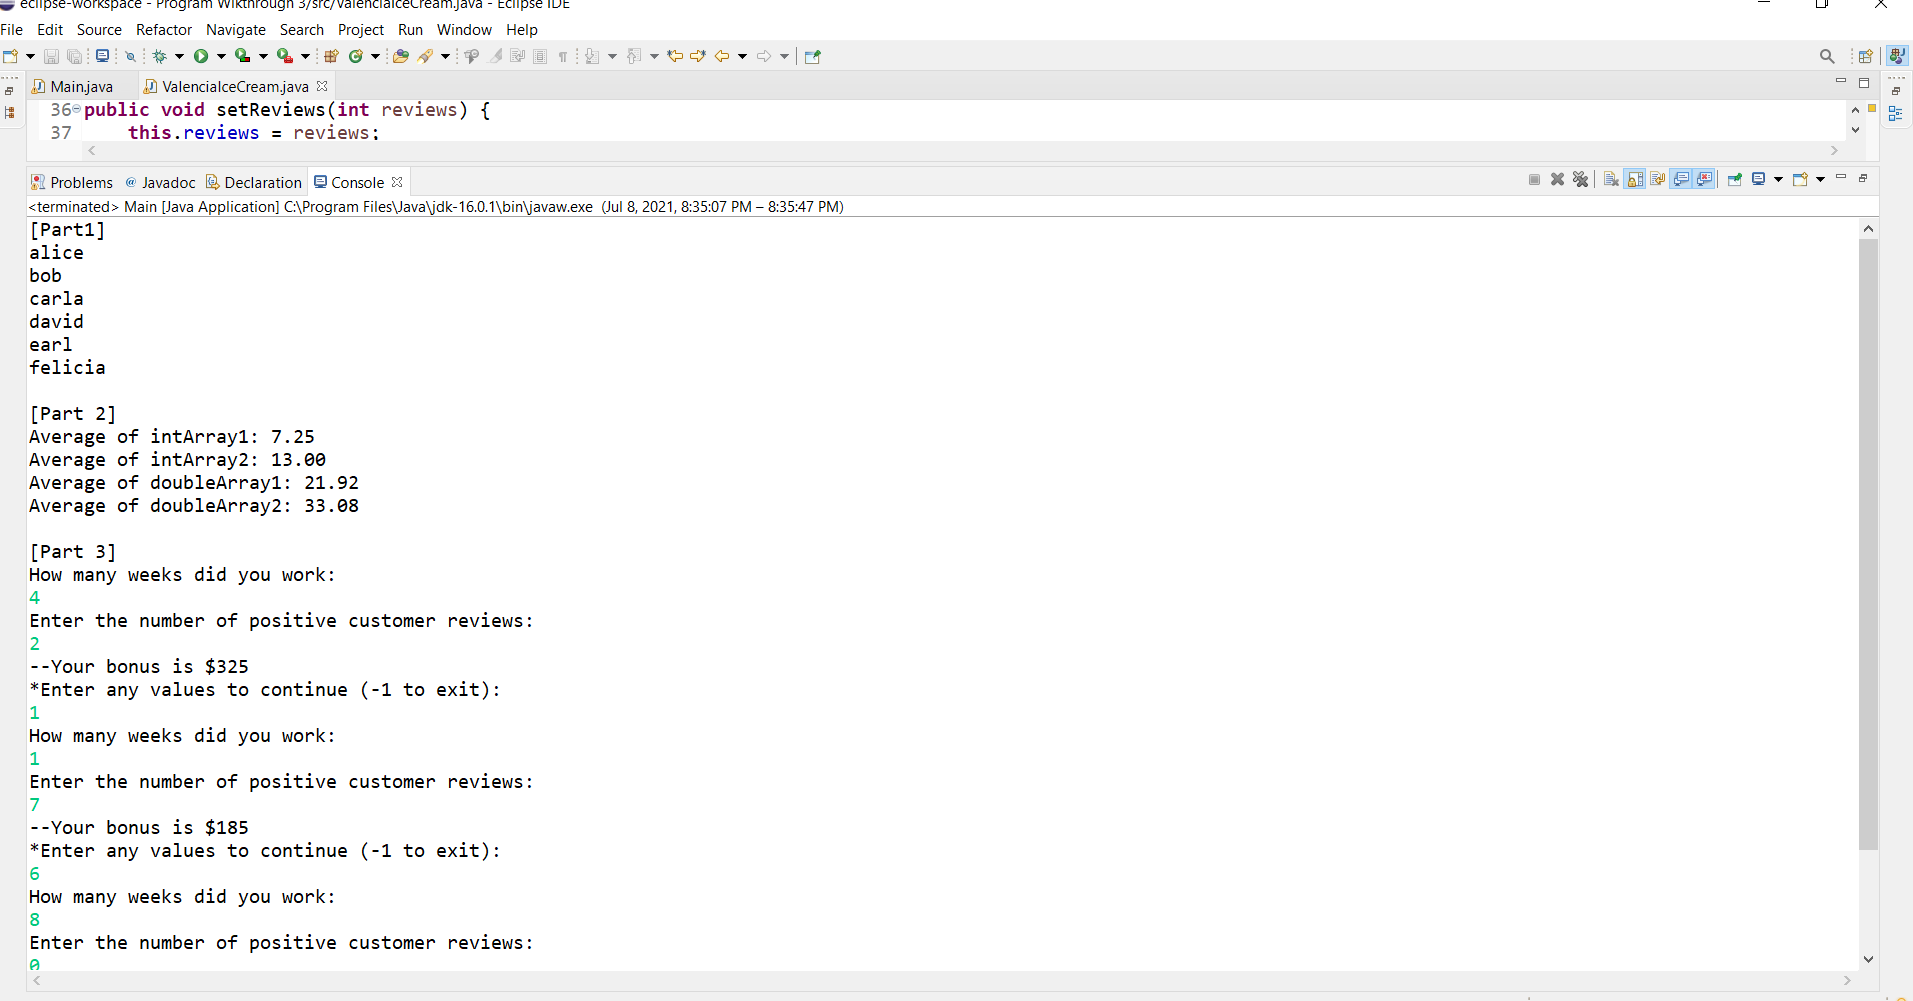 eclipse-workspace - Program Wlkthrough 3/src/ValenciaIceCream.java - Eclipse IDE
File Edit Source Refactor Navigate Search Project Run Window Help
Main.java ValenciaIceCream.java
36 public void setReviews(int reviews) {
37 this.reviews = reviews;
Problems @ Javadoc Declaration Console
<terminated> Main [Java Application] C:\Program Files\Java\jdk-16.0.1\bin\javaw.exe (Jul 8, 2021, 8:35:07 PM – 8:35:47 PM)
[Part1]
alice
bob
carla
david
earl
felicia
[Part 2]
Average of intArray1: 7.25
Average of intArray2: 13.00
Average of doubleArray1: 21.92
Average of doubleArray2: 33.08
[Part 3]
How many weeks did you work:
4
Enter the number of positive customer reviews:
2
--Your bonus is $325
*Enter any values to continue (-1 to exit):
1
How many weeks did you work:
1
Enter the number of positive customer reviews:
7
--Your bonus is $185
*Enter any values to continue (-1 to exit):
6
How many weeks did you work:
8
Enter the number of positive customer reviews:
0